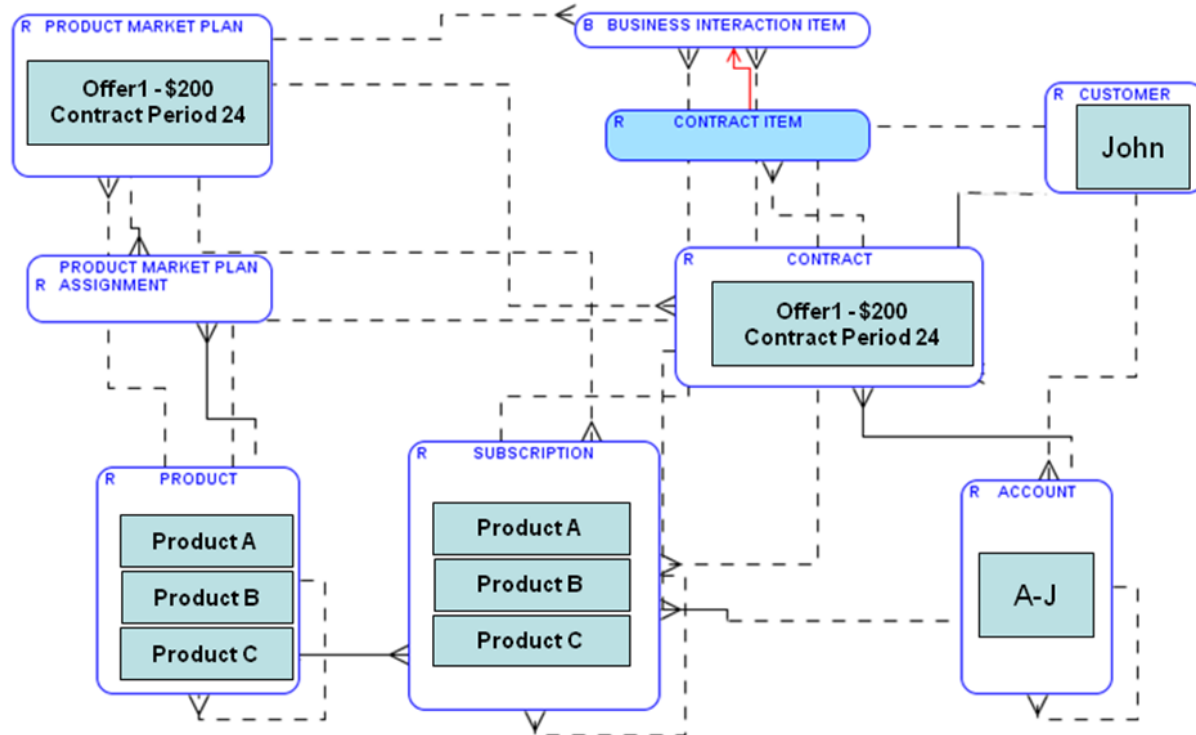 R PRODUCT MARKET PLAN
Offer1 - $200
Contract Period 24
B BUSINESS INTERACTION ITEM
R CONTRACT ITEM
R CUSTOMER
John
PRODUCT MARKET PLAN
R ASSIGNMENT
R CONTRACT
Offer1 - $200
Contract Period 24
R PRODUCT
Product A
Product B
Product C
R SUBSCRIPTION
Product A
Product B
Product C
R ACCOUNT
A-J